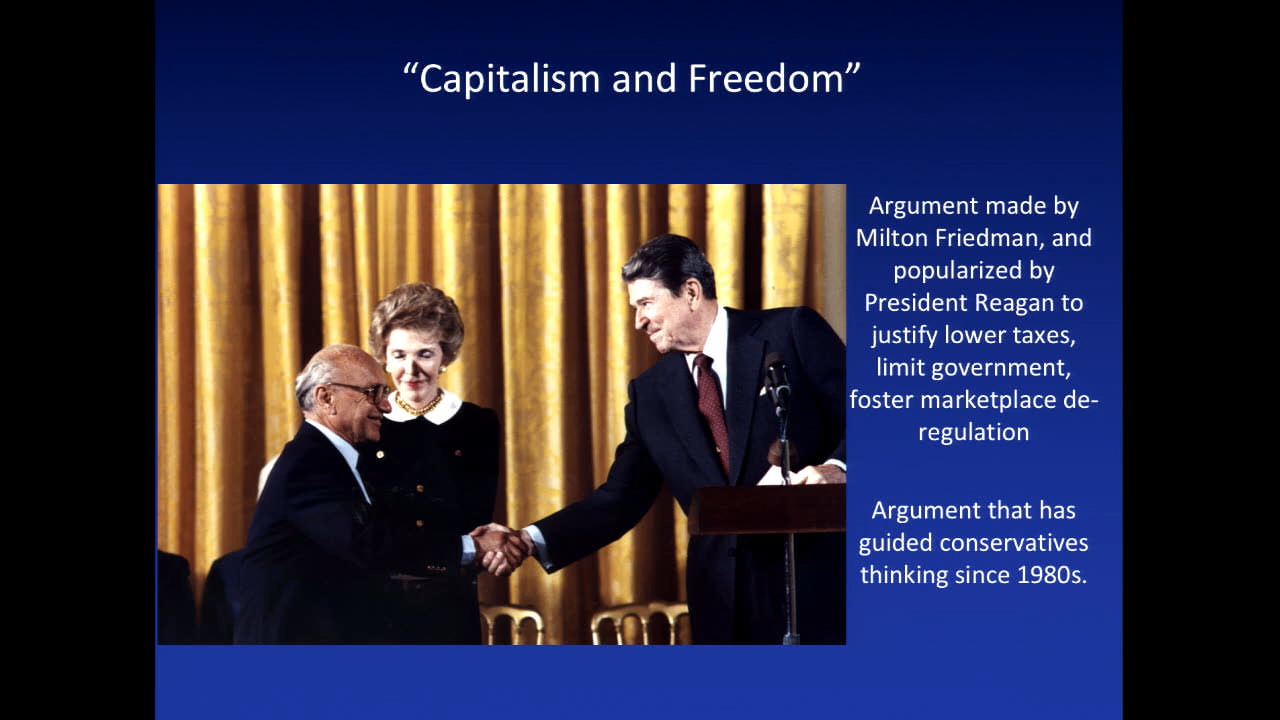 “Capitalism and Freedom”
Argument made by
Milton Friedman, and
popularized by
President Reagan to
justify lower taxes,
limit government,
foster marketplace de-
regulation
Argument that has
guided conservatives
thinking since 1980s.